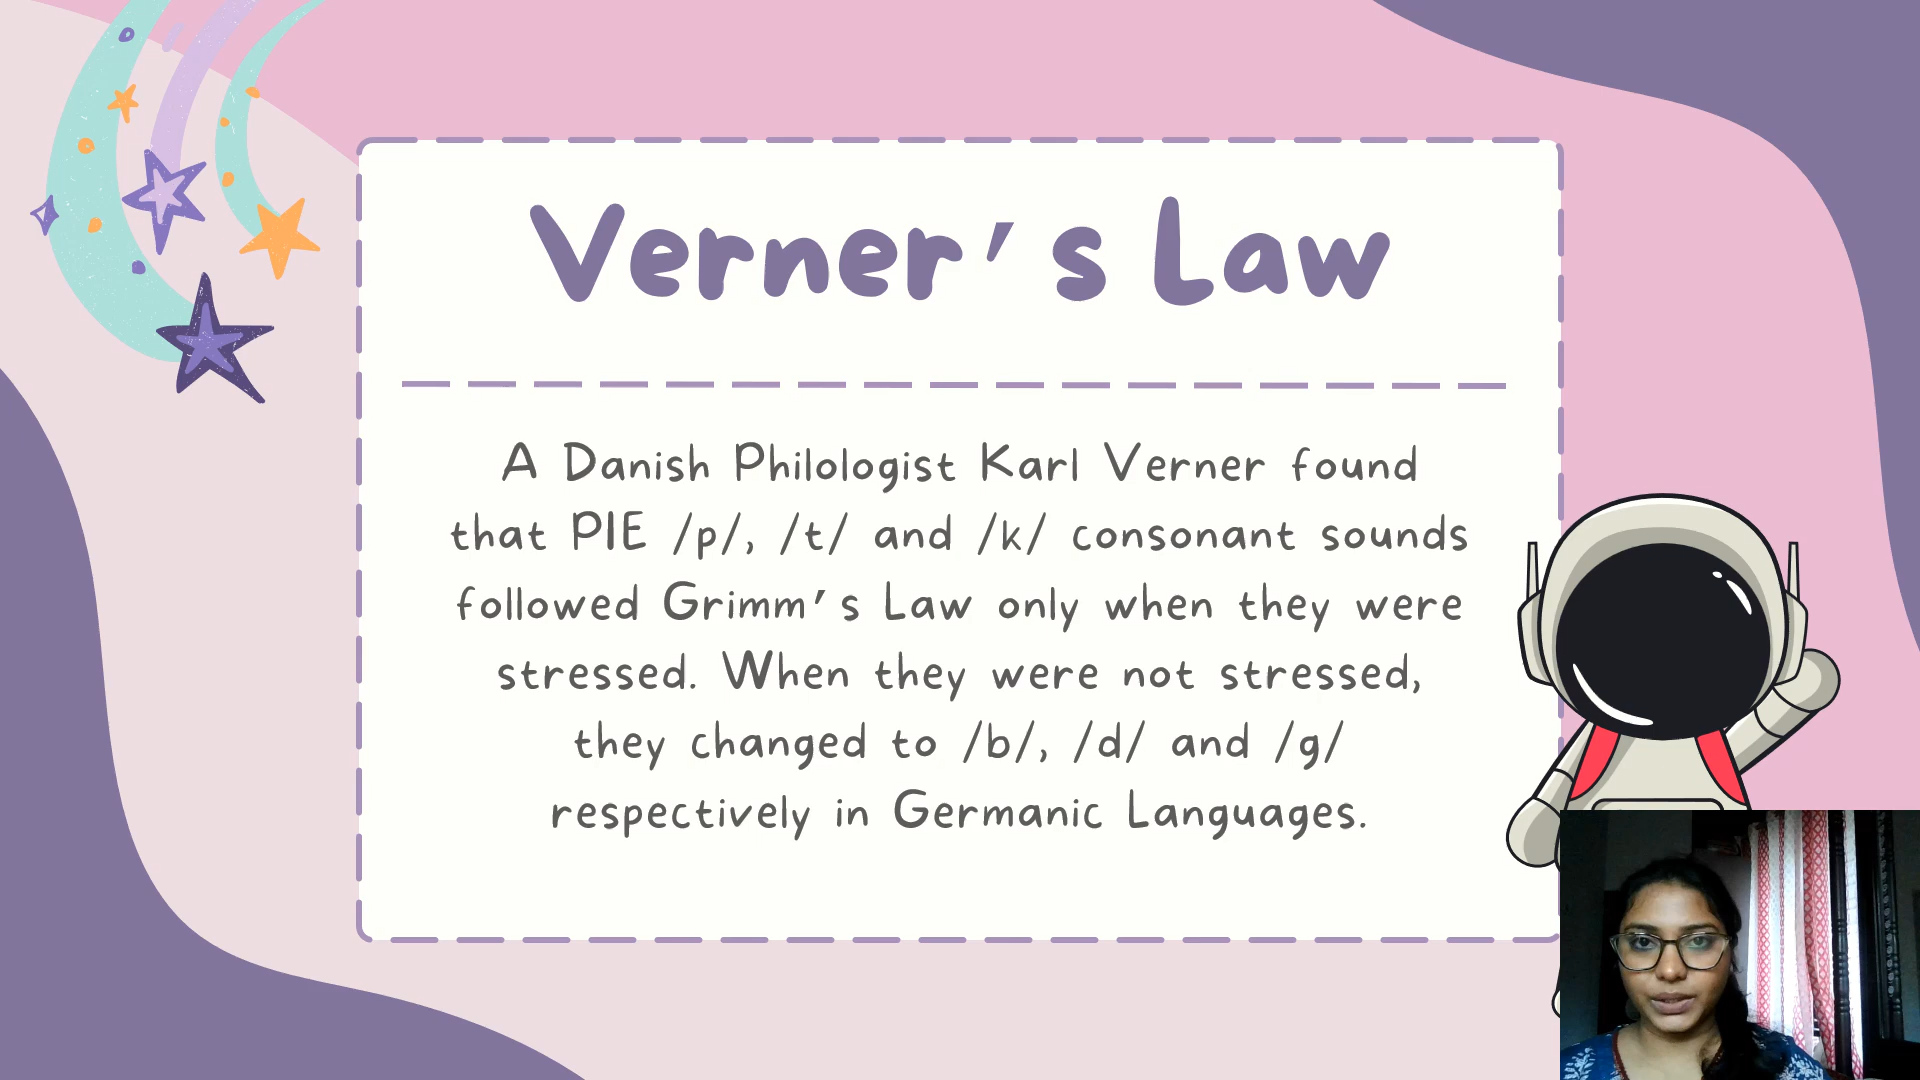 Verner's Law
A Danish Philologist Karl Verner found
that PIE /p/, /t/ and /k/ consonant sounds
followed Grimm's Law only when they were
stressed. When they were not stressed,
they changed to /b/, /d/ and /g/
respectively in Germanic Languages.